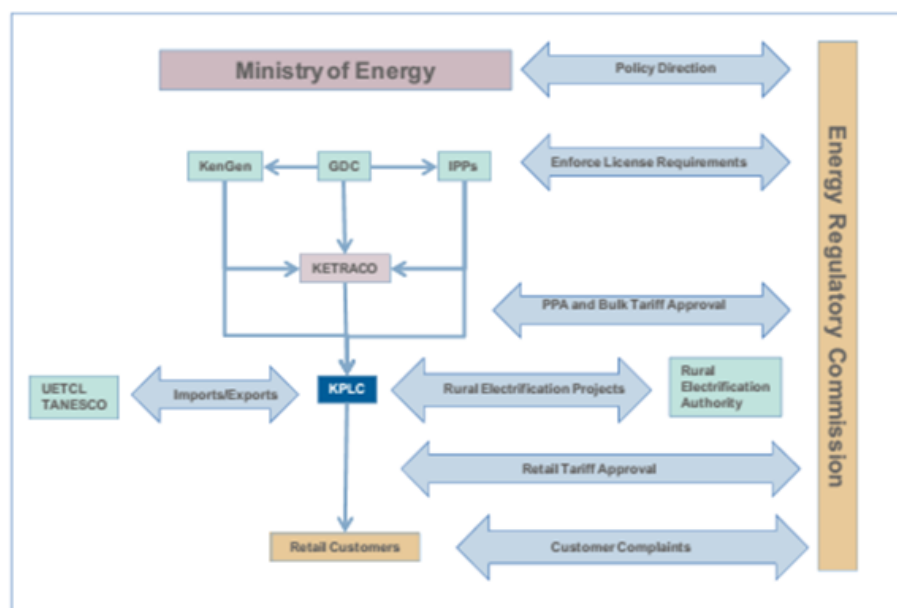 Ministry of Energy
Policy Direction
KenGen
GDC
IPPs
Enforce License Requirements
KETRACO
PPA and Bulk Tariff Approval
UETCL
TANESCO
Imports/Exports
KPLC
Rural Electrification Projects
Rural
Electrification
Authority
Retail Tariff Approval
Retail Customers
Customer Complaints
Energy Regulatory Commission